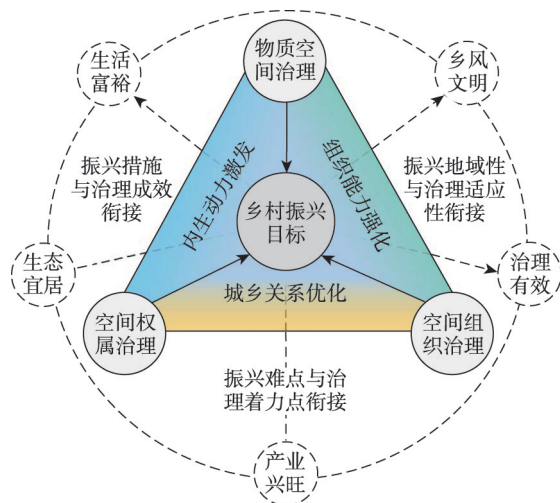 物质空
间治理
生活
富裕
乡风
文明
振兴措施
与治理成效
衔接
内生动力激发
组织能力强化
振兴地域性
与治理适应
性衔接
乡村振兴
目标
生态
宜居
治理
有效
城乡关系优化
空间权
属治理
空间组
织治理
振兴难点与治
理着力点衔接
产业
兴旺